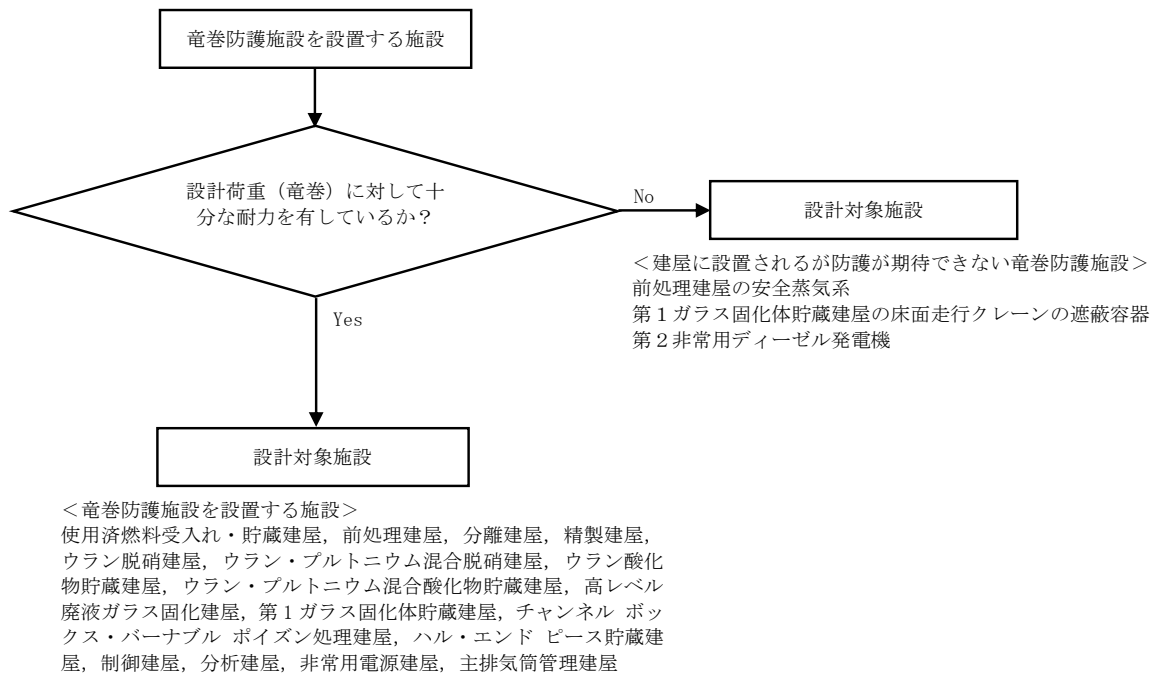 竜巻防護施設を設置する施設
設計荷重（竜巻）に対して十
分な耐力を有しているか？
No
設計対象施設
＜建屋に設置されるが防護が期待できない竜巻防護施設＞
前処理建屋の安全蒸気系
第１ガラス固化体貯蔵建屋の床面走行クレーンの遮蔽容器
第２非常用ディーゼル発電機
Yes
設計対象施設
＜竜巻防護施設を設置する施設＞
使用済燃料受入れ・貯蔵建屋，前処理建屋，分離建屋，精製建屋，
ウラン脱硝建屋，ウラン・プルトニウム混合脱硝建屋，ウラン酸化
物貯蔵建屋，ウラン・プルトニウム混合酸化物貯蔵建屋，高レベル
廃液ガラス固化建屋，第１ガラス固化体貯蔵建屋，チャンネル ボッ
クス・バーナブル ポイズン処理建屋，ハル・エンド ピース貯蔵建
屋，制御建屋，分析建屋，非常用電源建屋，主排気筒管理建屋